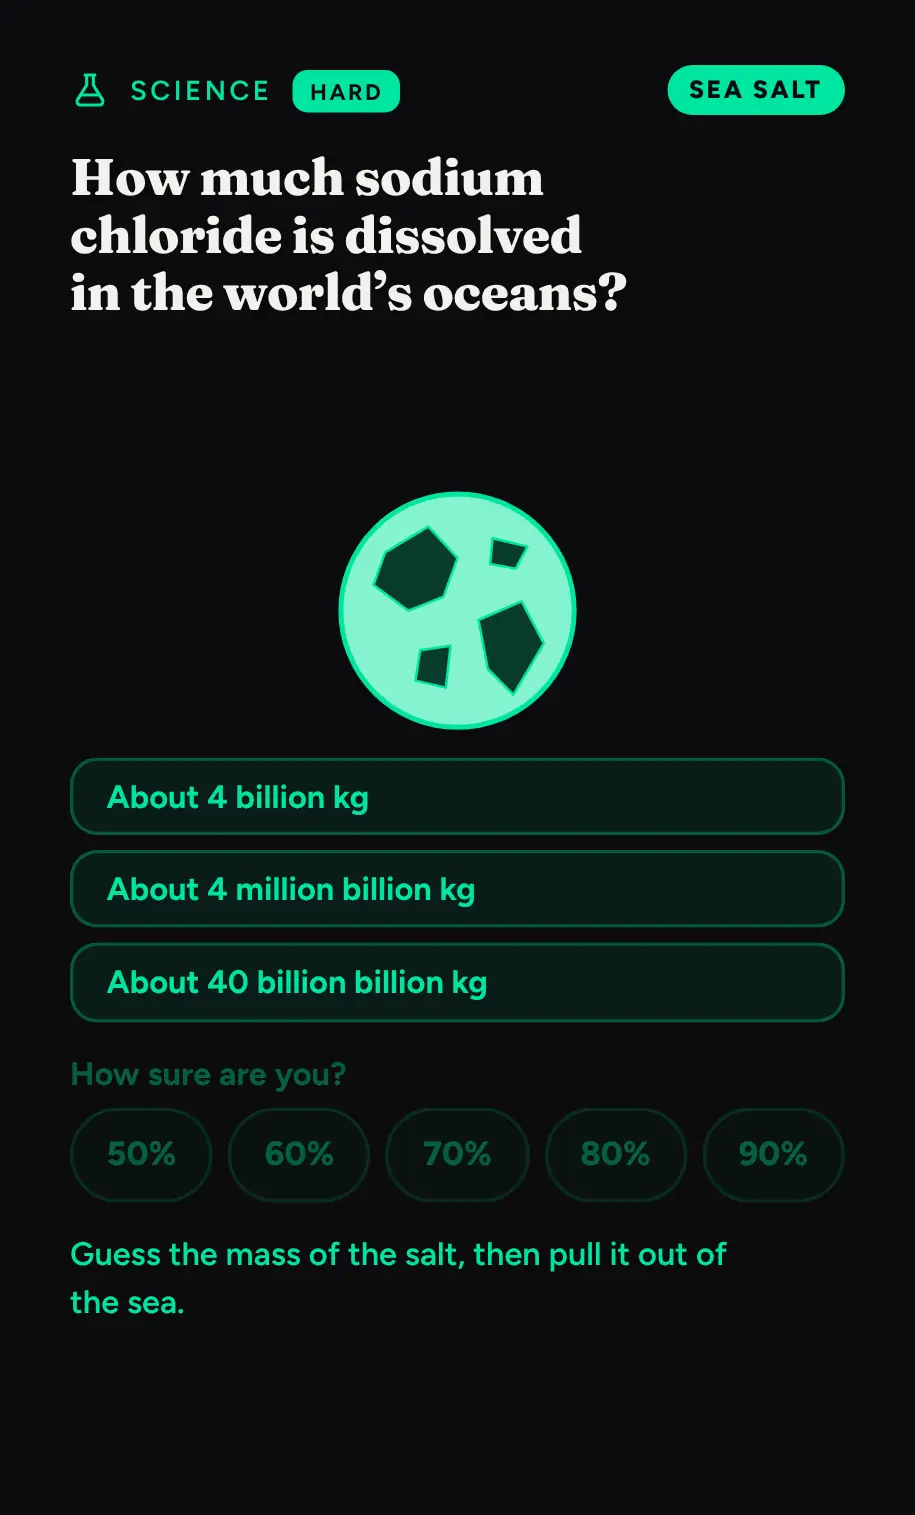 SCIENCE HARD SEA SALT
How much sodium
chloride is dissolved
in the world’s oceans?
About 4 billion kg
About 4 million billion kg
About 40 billion billion kg
How sure are you?
50% 60% 70% 80% 90%
Guess the mass of the salt, then pull it out of
the sea.